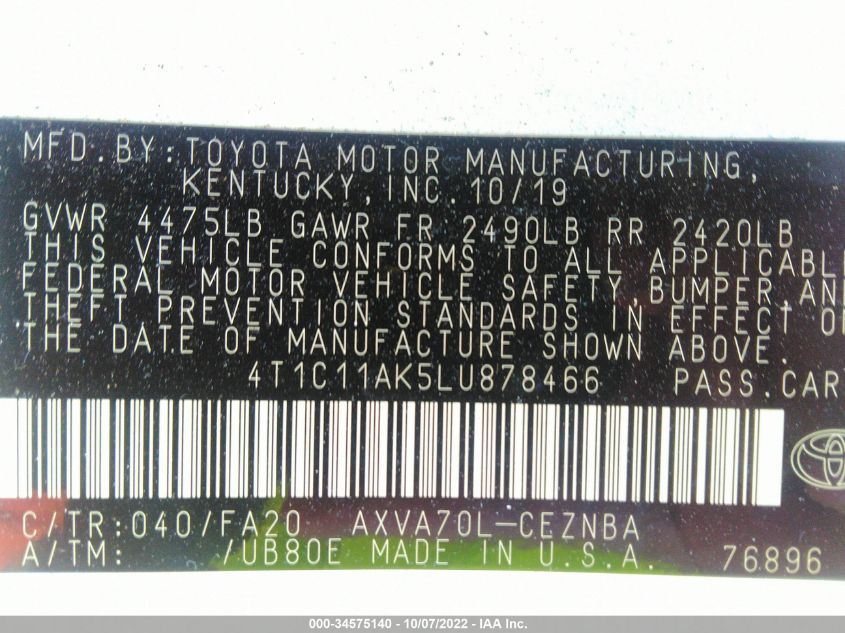 MFD.BY:TOYOTA MOTOR MANUFACTURING,
KENTUCKY,INC.10/19
GVWR 4475LB GAWR FR 2490LB RR 2420LB
THIS VEHICLE CONFORMS TO ALL APPLICABLE
FEDERAL MOTOR VEHICLE SAFETY,BUMPER,AND
THEFT PREVENTION STANDARDS IN EFFECT ON
THE DATE OF MANUFACTURE SHOWN ABOVE.
4T1C11AK5LU878466 PASS.CAR
C/TR:040/FA20 AXVA70L-CEZNBA
A/TM: /UB80E MADE IN U.S.A. 76896
000-34575140 - 10/07/2022 - IAA Inc.